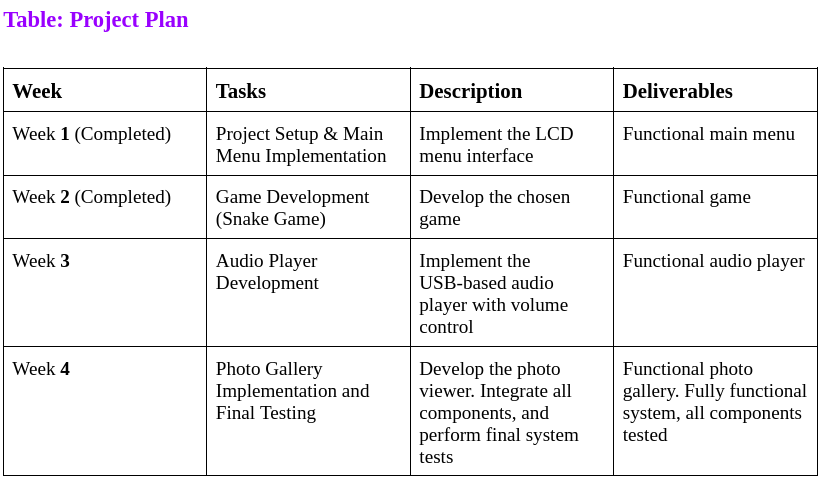 Table: Project Plan
Week Tasks Description Deliverables
Week 1 (Completed)
Project Setup & Main
Menu Implementation
Implement the LCD
menu interface
Functional main menu
Week 2 (Completed)
Game Development
(Snake Game)
Develop the chosen
game
Functional game
Week 3
Audio Player
Development
Implement the
USB-based audio
player with volume
control
Functional audio player
Week 4
Photo Gallery
Implementation and
Final Testing
Develop the photo
viewer. Integrate all
components, and
perform final system
tests
Functional photo
gallery. Fully functional
system, all components
tested